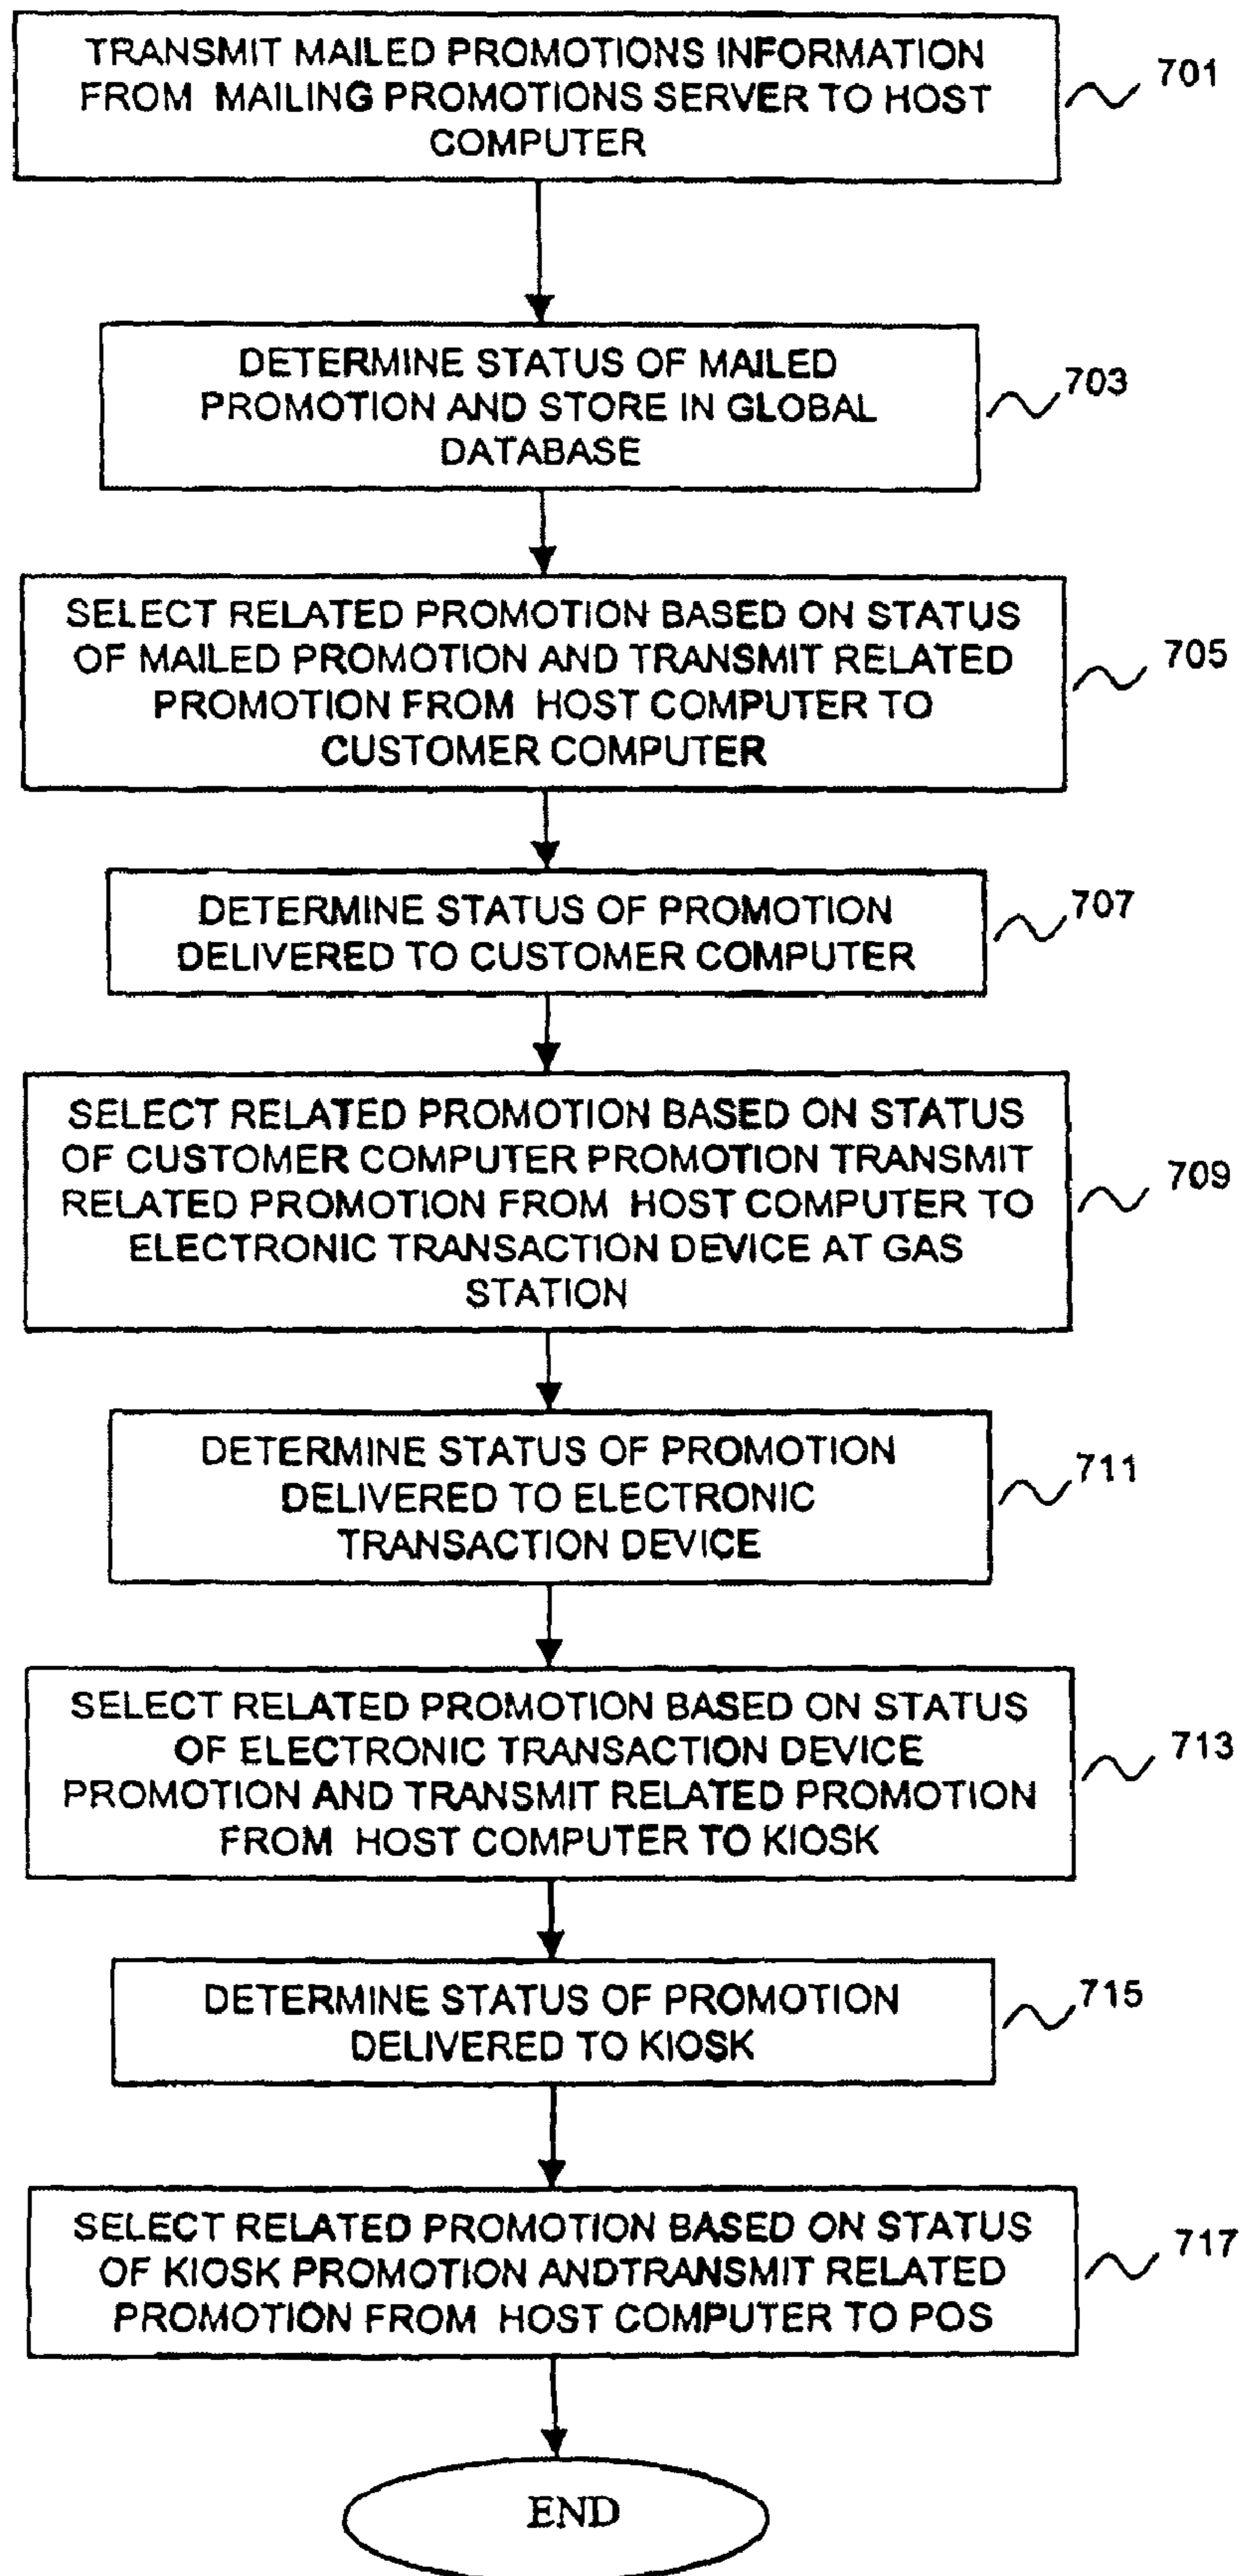 TRANSMIT MAILED PROMOTIONS INFORMATION
FROM MAILING PROMOTIONS SERVER TO HOST
COMPUTER
701
DETERMINE STATUS OF MAILED
PROMOTION AND STORE IN GLOBAL
DATABASE
703
SELECT RELATED PROMOTION BASED ON STATUS
OF MAILED PROMOTION AND TRANSMIT RELATED
PROMOTION FROM HOST COMPUTER TO
CUSTOMER COMPUTER
705
DETERMINE STATUS OF PROMOTION
DELIVERED TO CUSTOMER COMPUTER
707
SELECT RELATED PROMOTION BASED ON STATUS
OF CUSTOMER COMPUTER PROMOTION TRANSMIT
RELATED PROMOTION FROM HOST COMPUTER TO
ELECTRONIC TRANSACTION DEVICE AT GAS
STATION
709
DETERMINE STATUS OF PROMOTION
DELIVERED TO ELECTRONIC
TRANSACTION DEVICE
711
SELECT RELATED PROMOTION BASED ON STATUS
OF ELECTRONIC TRANSACTION DEVICE
PROMOTION AND TRANSMIT RELATED PROMOTION
FROM HOST COMPUTER TO KIOSK
713
DETERMINE STATUS OF PROMOTION
DELIVERED TO KIOSK
715
SELECT RELATED PROMOTION BASED ON STATUS
OF KIOSK PROMOTION ANDTRANSMIT RELATED
PROMOTION FROM HOST COMPUTER TO POS
717
END